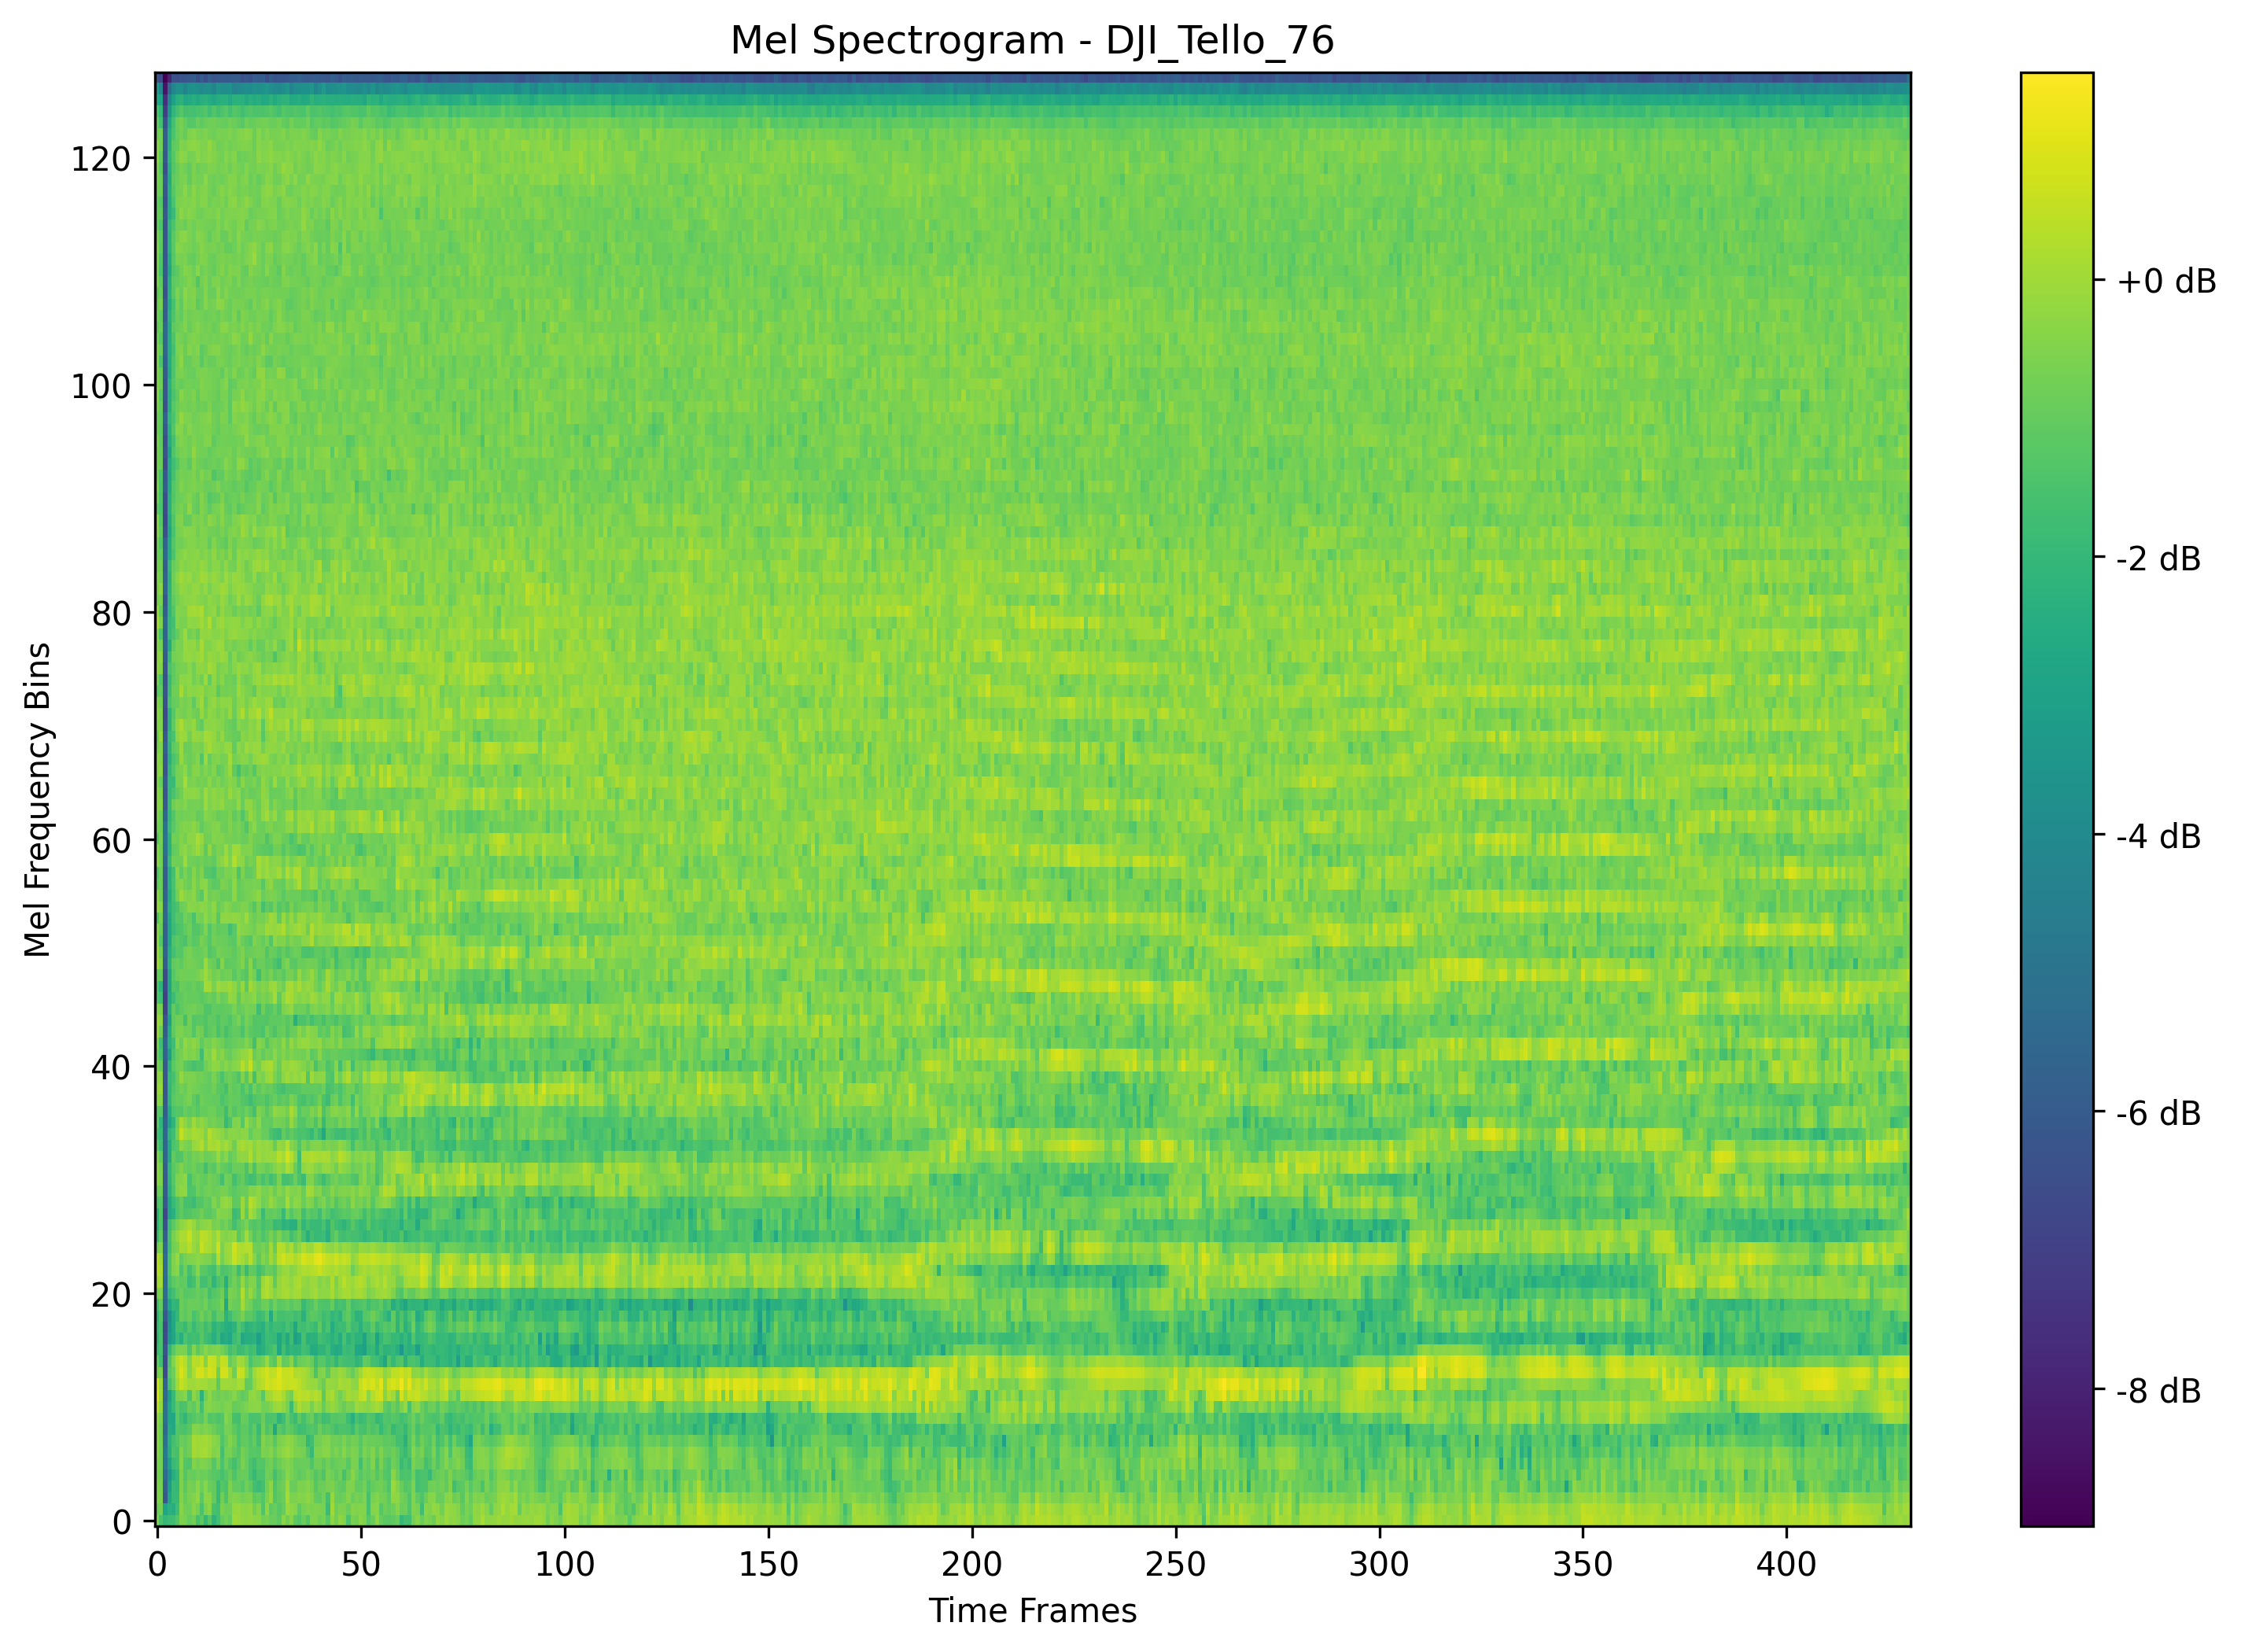 Mel Spectrogram - DJI_Tello_76
Mel Frequency Bins
120
100
80
60
40
20
0
0 50 100 150 200 250 300 350 400
Time Frames
+0 dB
-2 dB
-4 dB
-6 dB
-8 dB